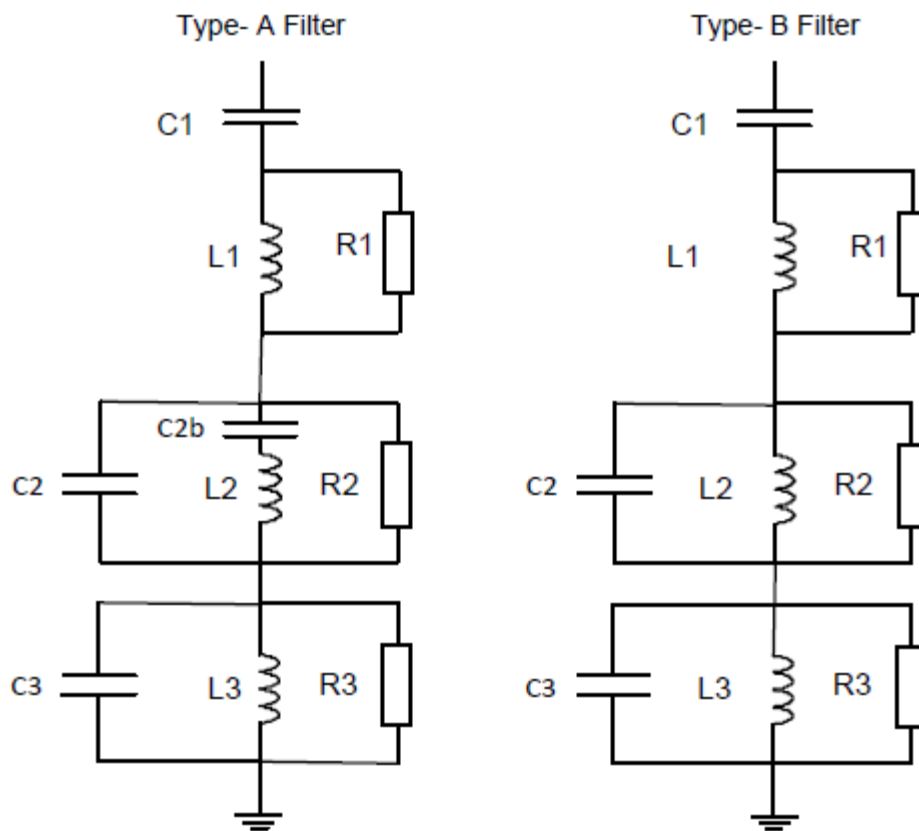 Type- A Filter
Type- B Filter
C1
C1
L1
R1
L1
R1
C2b
C2
L2
R2
C2
L2
R2
C3
L3
R3
C3
L3
R3